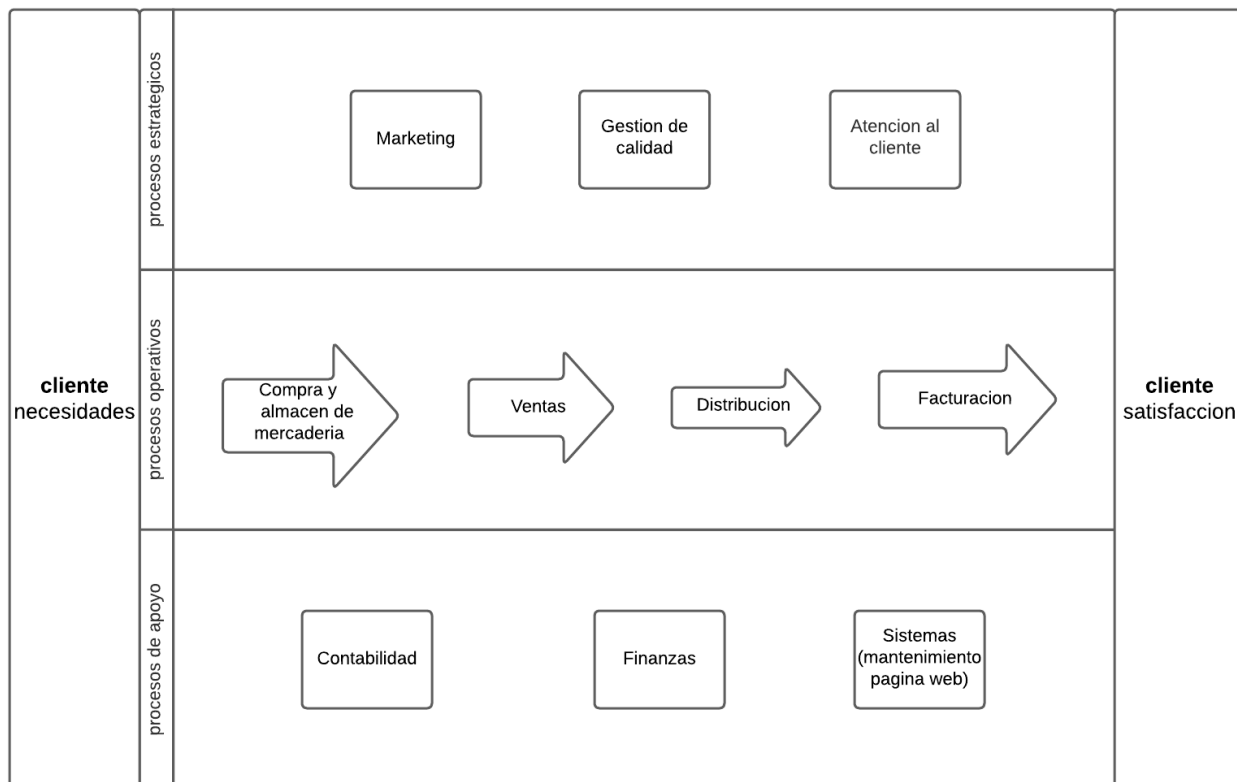 procesos estrategicos
Marketing
Gestion de
calidad
Atencion al
cliente
cliente
necesidades
procesos operativos
Compra y
almacen de
mercaderia
Ventas
Distribucion
Facturacion
cliente
satisfaccion
procesos de apoyo
Contabilidad
Finanzas
Sistemas
(mantenimiento
pagina web)